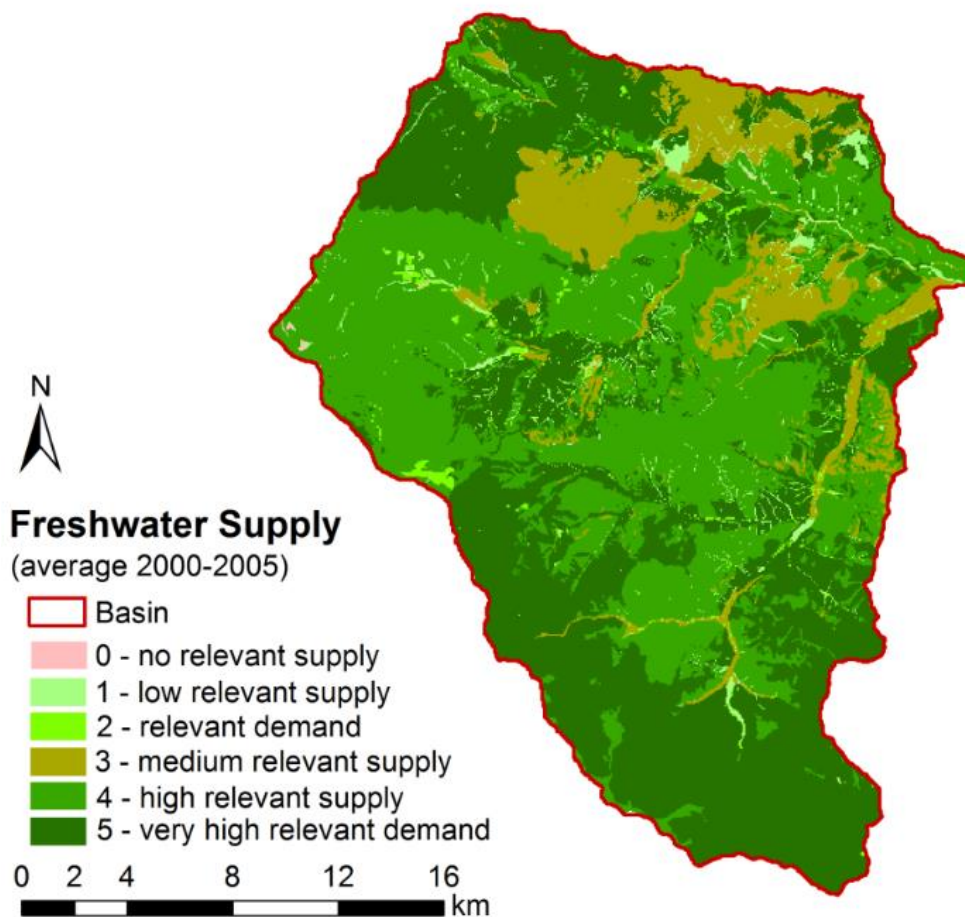 N
Freshwater Supply
(average 2000-2005)
Basin
0 - no relevant supply
1 - low relevant supply
2 - relevant demand
3 - medium relevant supply
4 - high relevant supply
5 - very high relevant demand
0 2 4 8 12 16
km